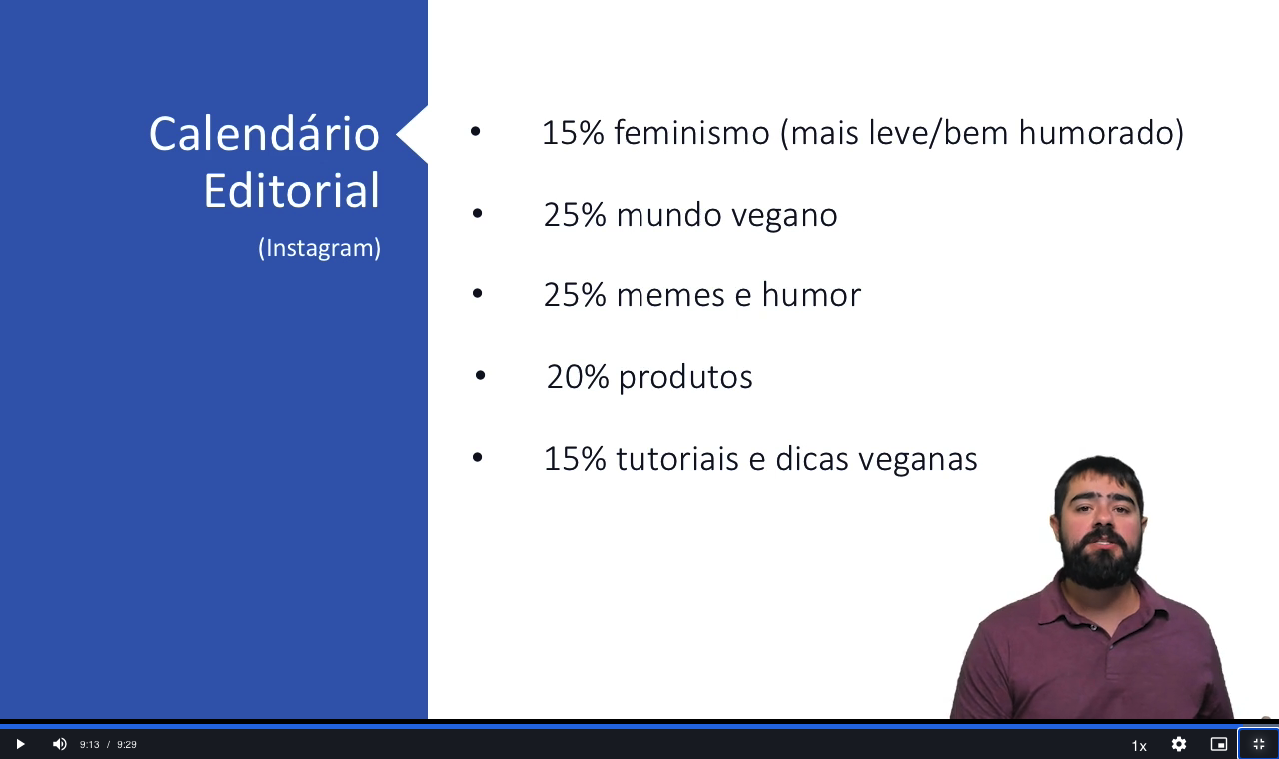 Calendário
Editorial
(Instagram)
• 15% feminismo (mais leve/bem humorado)
• 25% mundo vegano
• 25% memes e humor
• 20% produtos
• 15% tutoriais e dicas veganas
9:13 / 9:29
1x